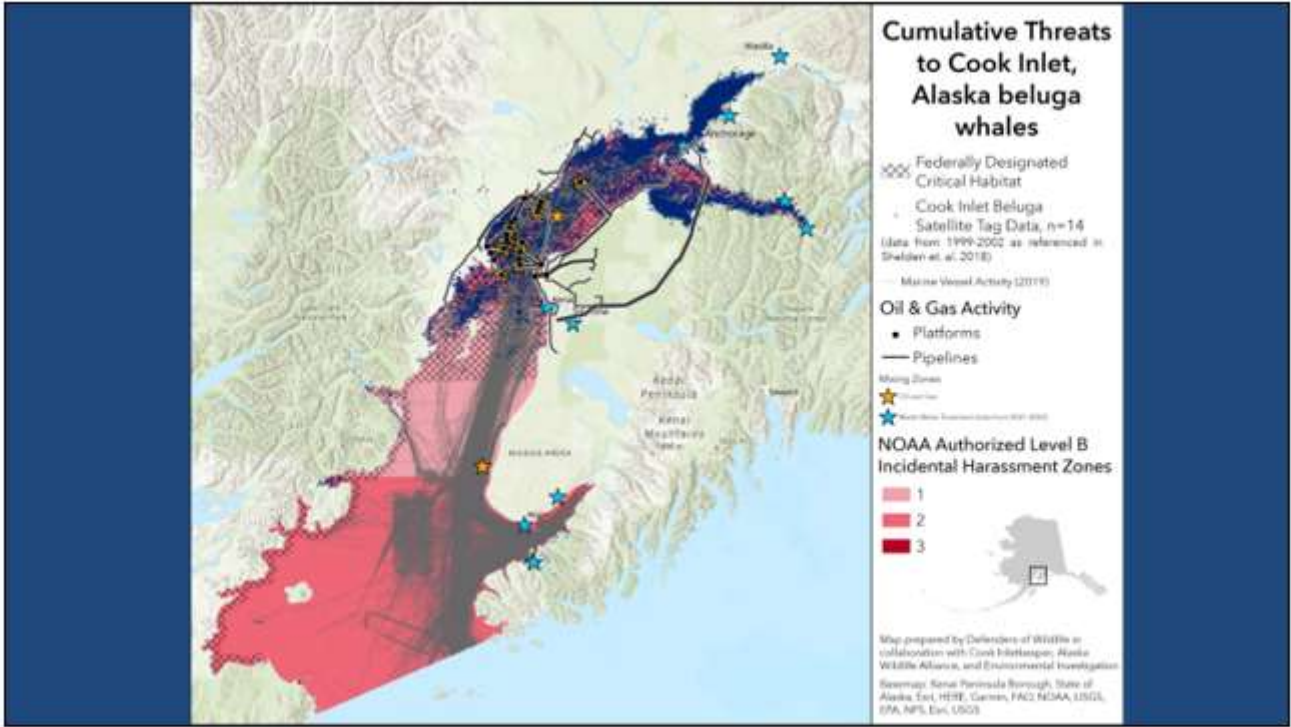 Wasilla
Anchorage
Kenai
Peninsula
Kenai
Mountains
Seward
Cumulative Threats
to Cook Inlet,
Alaska beluga
whales
Federally Designated
Critical Habitat
Cook Inlet Beluga
Satellite Tag Data, n=14
(data from 1999-2002 as referenced in
Shelden et. al. 2018)
Marine Vessel Activity (2019)
Oil & Gas Activity
Platforms
Pipelines
Mixing Zones
NOAA Authorized Level B
Incidental Harassment Zones
1
2
3
Map prepared by Defenders of Wildlife in
collaboration with Cook Inletkeeper, Alaska
Wildlife Alliance, and Environmental Investigation
Basemap: Kenai Peninsula Borough, State of
Alaska, Esri, HERE, Garmin, FAO, NOAA, USGS,
EPA, NPS, Esri, USGS